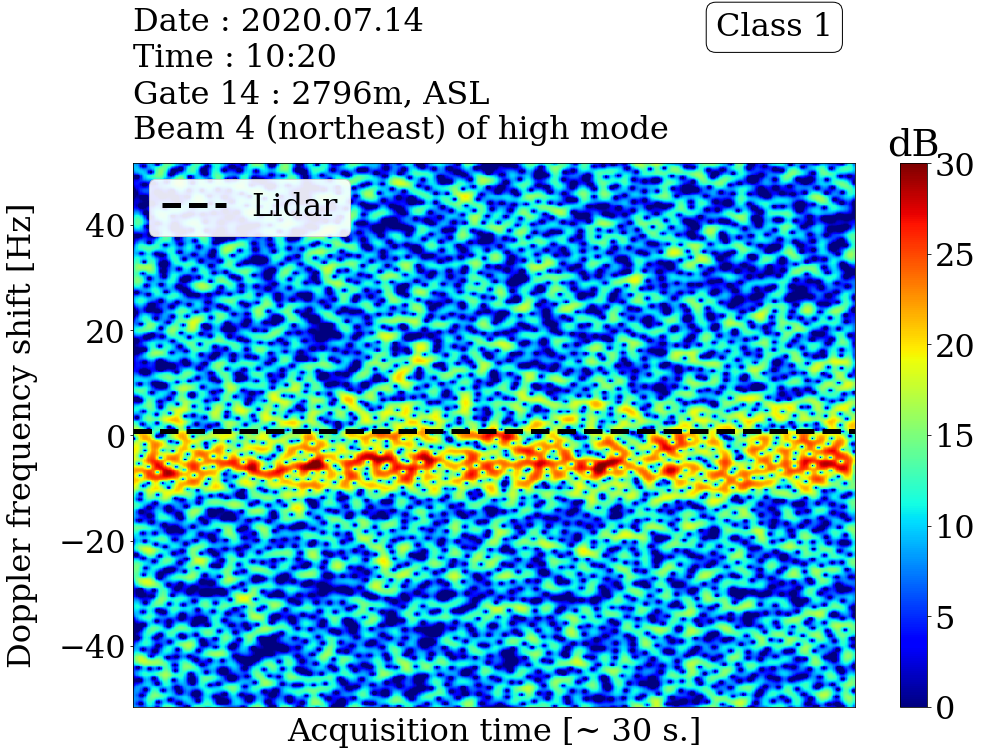 Date : 2020.07.14
Time : 10:20
Gate 14 : 2796m, ASL
Beam 4 (northeast) of high mode
Class 1
dB
Lidar
Doppler frequency shift [Hz]
40
20
0
−20
−40
30
25
20
15
10
5
0
Acquisition time [~ 30 s.]